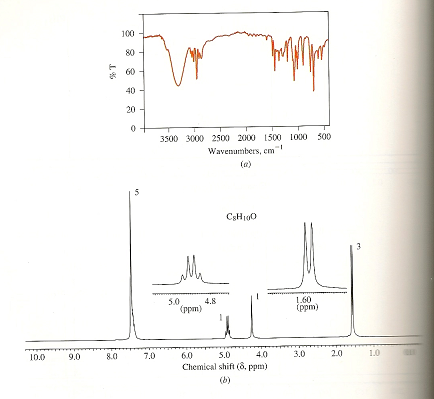 100
80
60
40
20
0
% T
3500 3000 2500 2000 1500 1000 500
Wavenumbers, cm⁻¹
(a)
5
C₈H₁₀O
3
5.0 4.8
(ppm)
1.60
(ppm)
1
1
10.0 9.0 8.0 7.0 6.0 5.0 4.0 3.0 2.0 1.0
Chemical shift (δ, ppm)
(b)